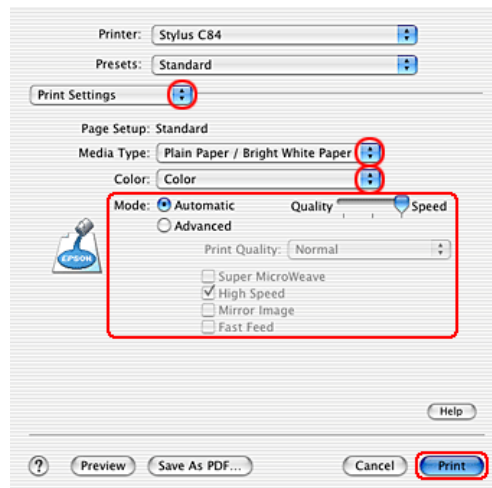 Printer: Stylus C84
Presets: Standard
Print Settings
Page Setup: Standard
Media Type: Plain Paper / Bright White Paper
Color: Color
Mode: Automatic Quality Speed
Advanced
Print Quality: Normal
Super MicroWeave
High Speed
Mirror Image
Fast Feed
EPSON
Help
? Preview Save As PDF... Cancel Print